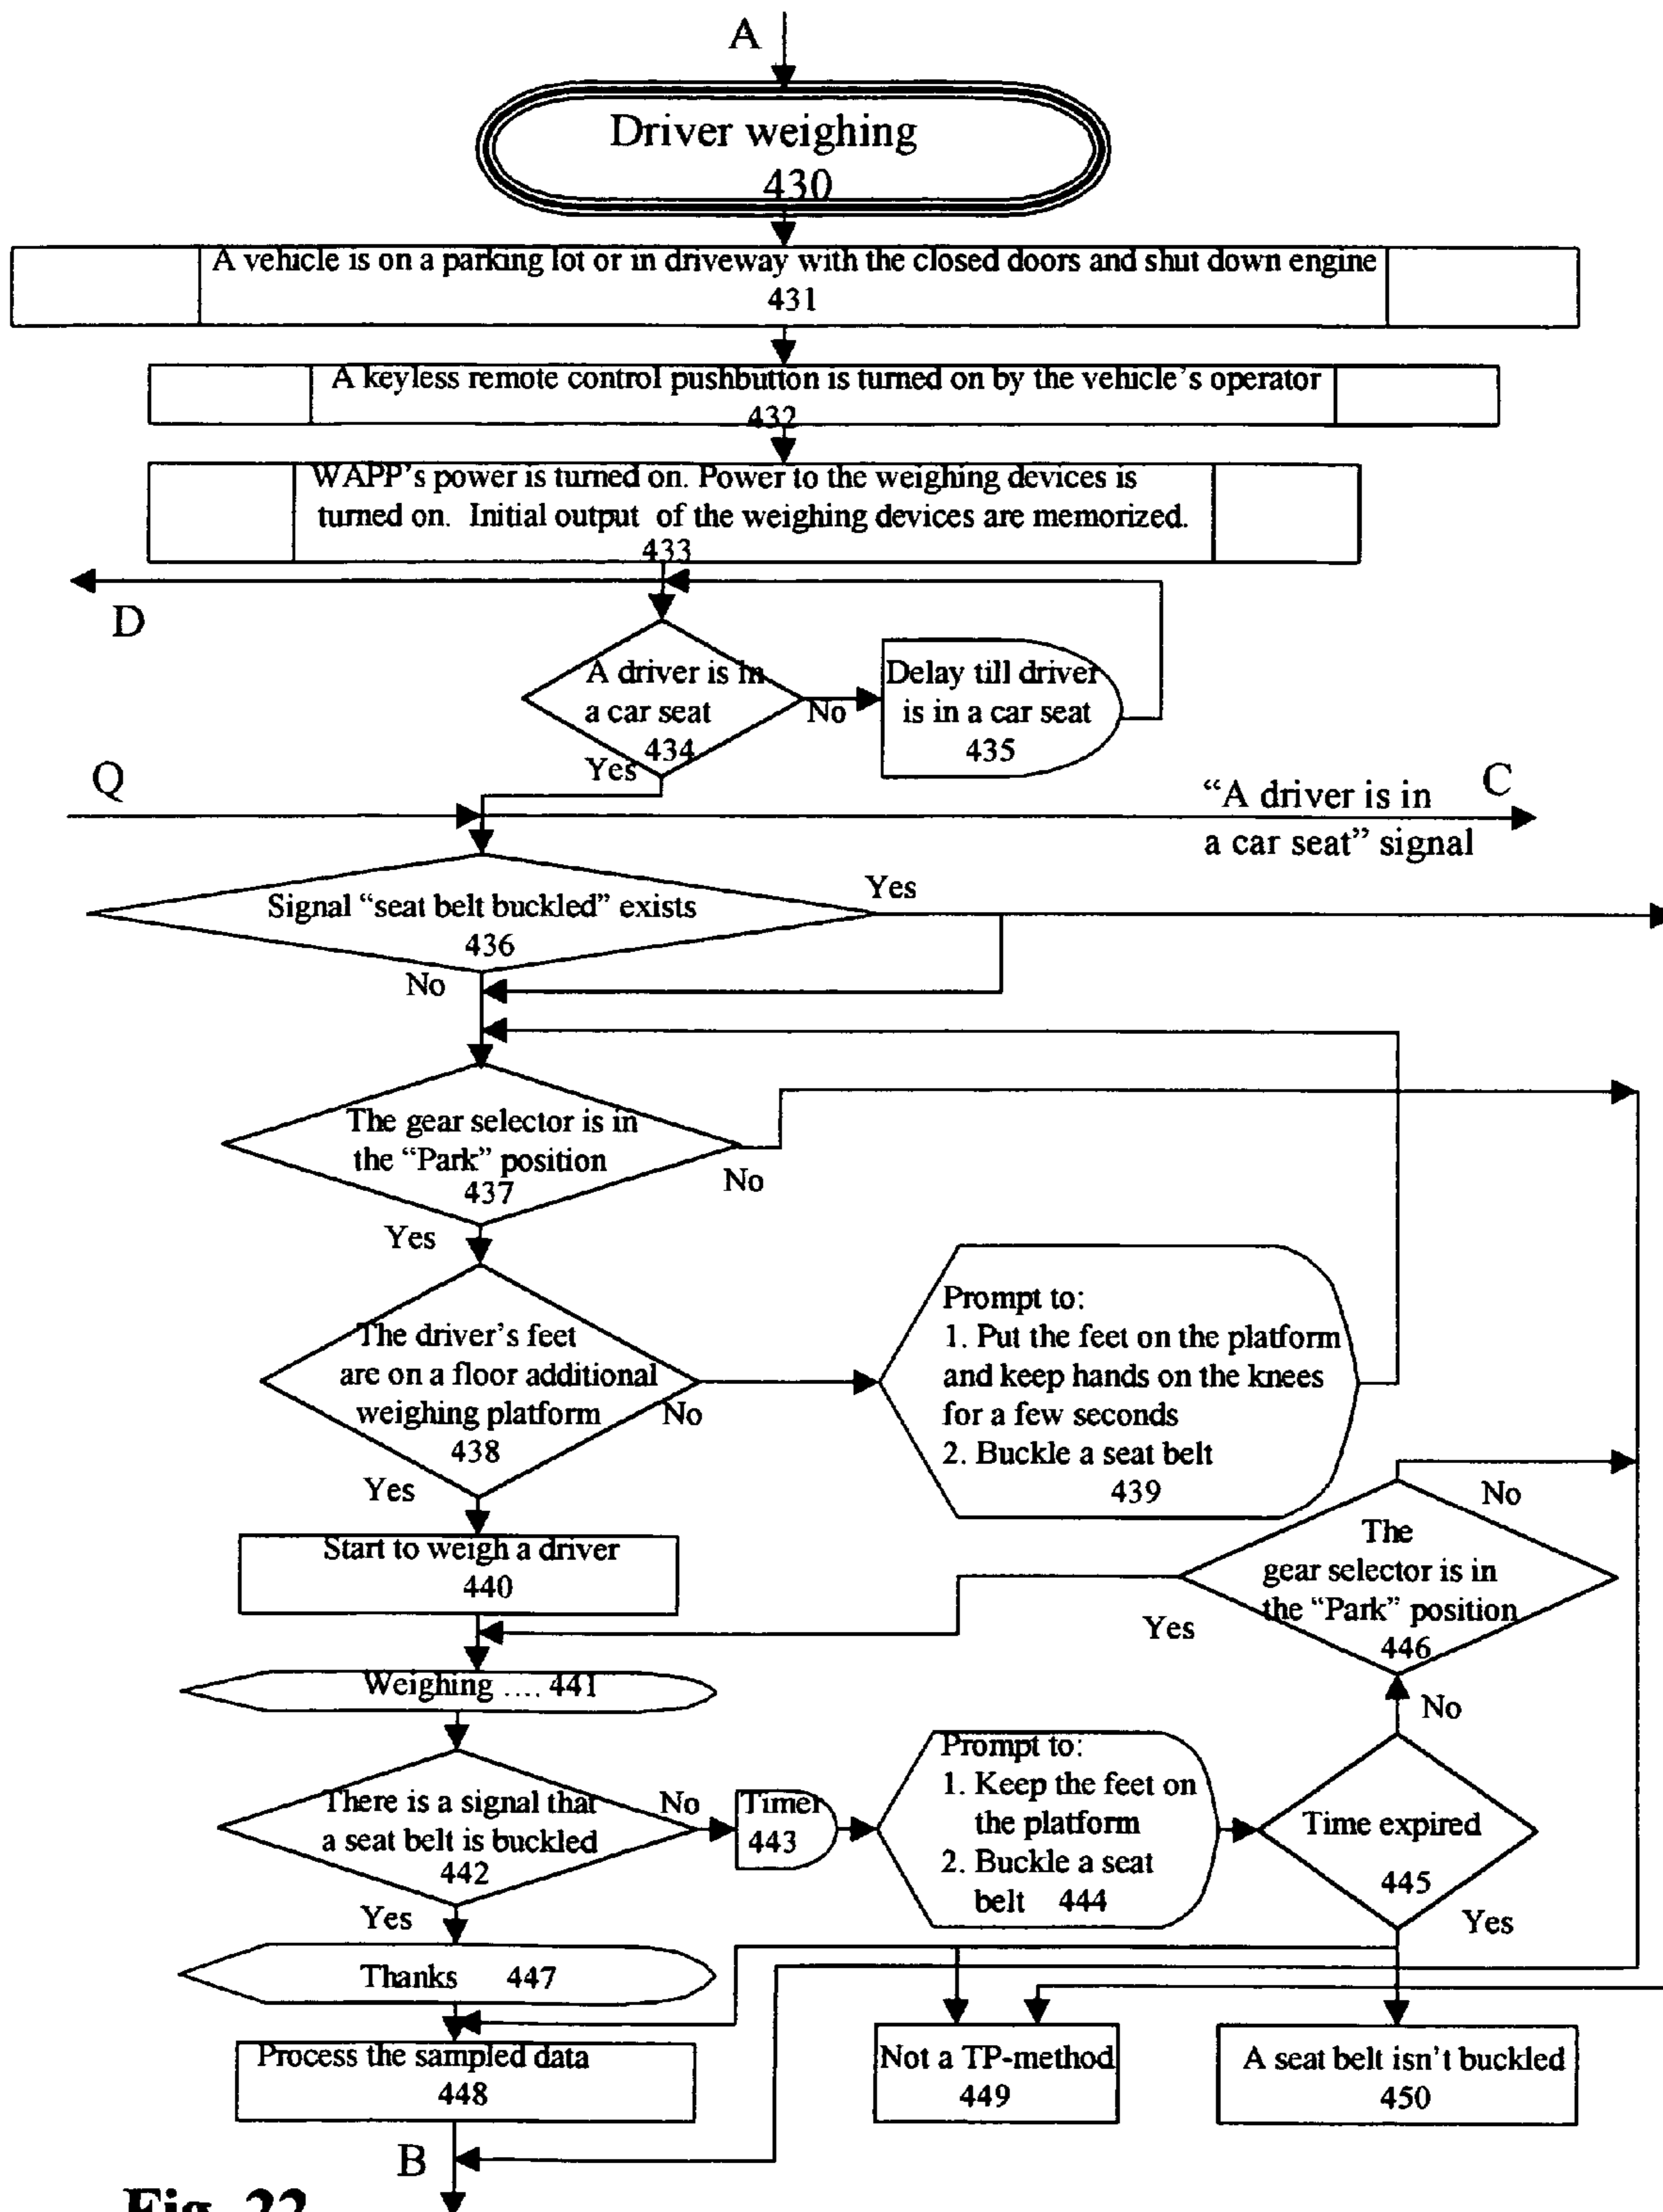 A
Driver weighing
430
A vehicle is on a parking lot or in driveway with the closed doors and shut down engine
431
A keyless remote control pushbutton is turned on by the vehicle's operator
432
WAPP's power is turned on. Power to the weighing devices is
turned on. Initial output of the weighing devices are memorized.
433
D
A driver is in
a car seat
434
No
Delay till driver
is in a car seat
435
Yes
Q
"A driver is in
a car seat" signal
C
Signal "seat belt buckled" exists
436
Yes
No
The gear selector is in
the "Park" position
437
No
Yes
The driver's feet
are on a floor additional
weighing platform
438
No
Prompt to:
1. Put the feet on the platform
and keep hands on the knees
for a few seconds
2. Buckle a seat belt
439
Yes
Start to weigh a driver
440
The
gear selector is in
the "Park" position
446
No
Yes
Weighing .... 441
There is a signal that
a seat belt is buckled
442
No
Timer
443
Prompt to:
1. Keep the feet on
the platform
2. Buckle a seat
belt 444
Time expired
445
No
Yes
Yes
Thanks 447
Process the sampled data
448
Not a TP-method
449
A seat belt isn't buckled
450
B
Fig. 22